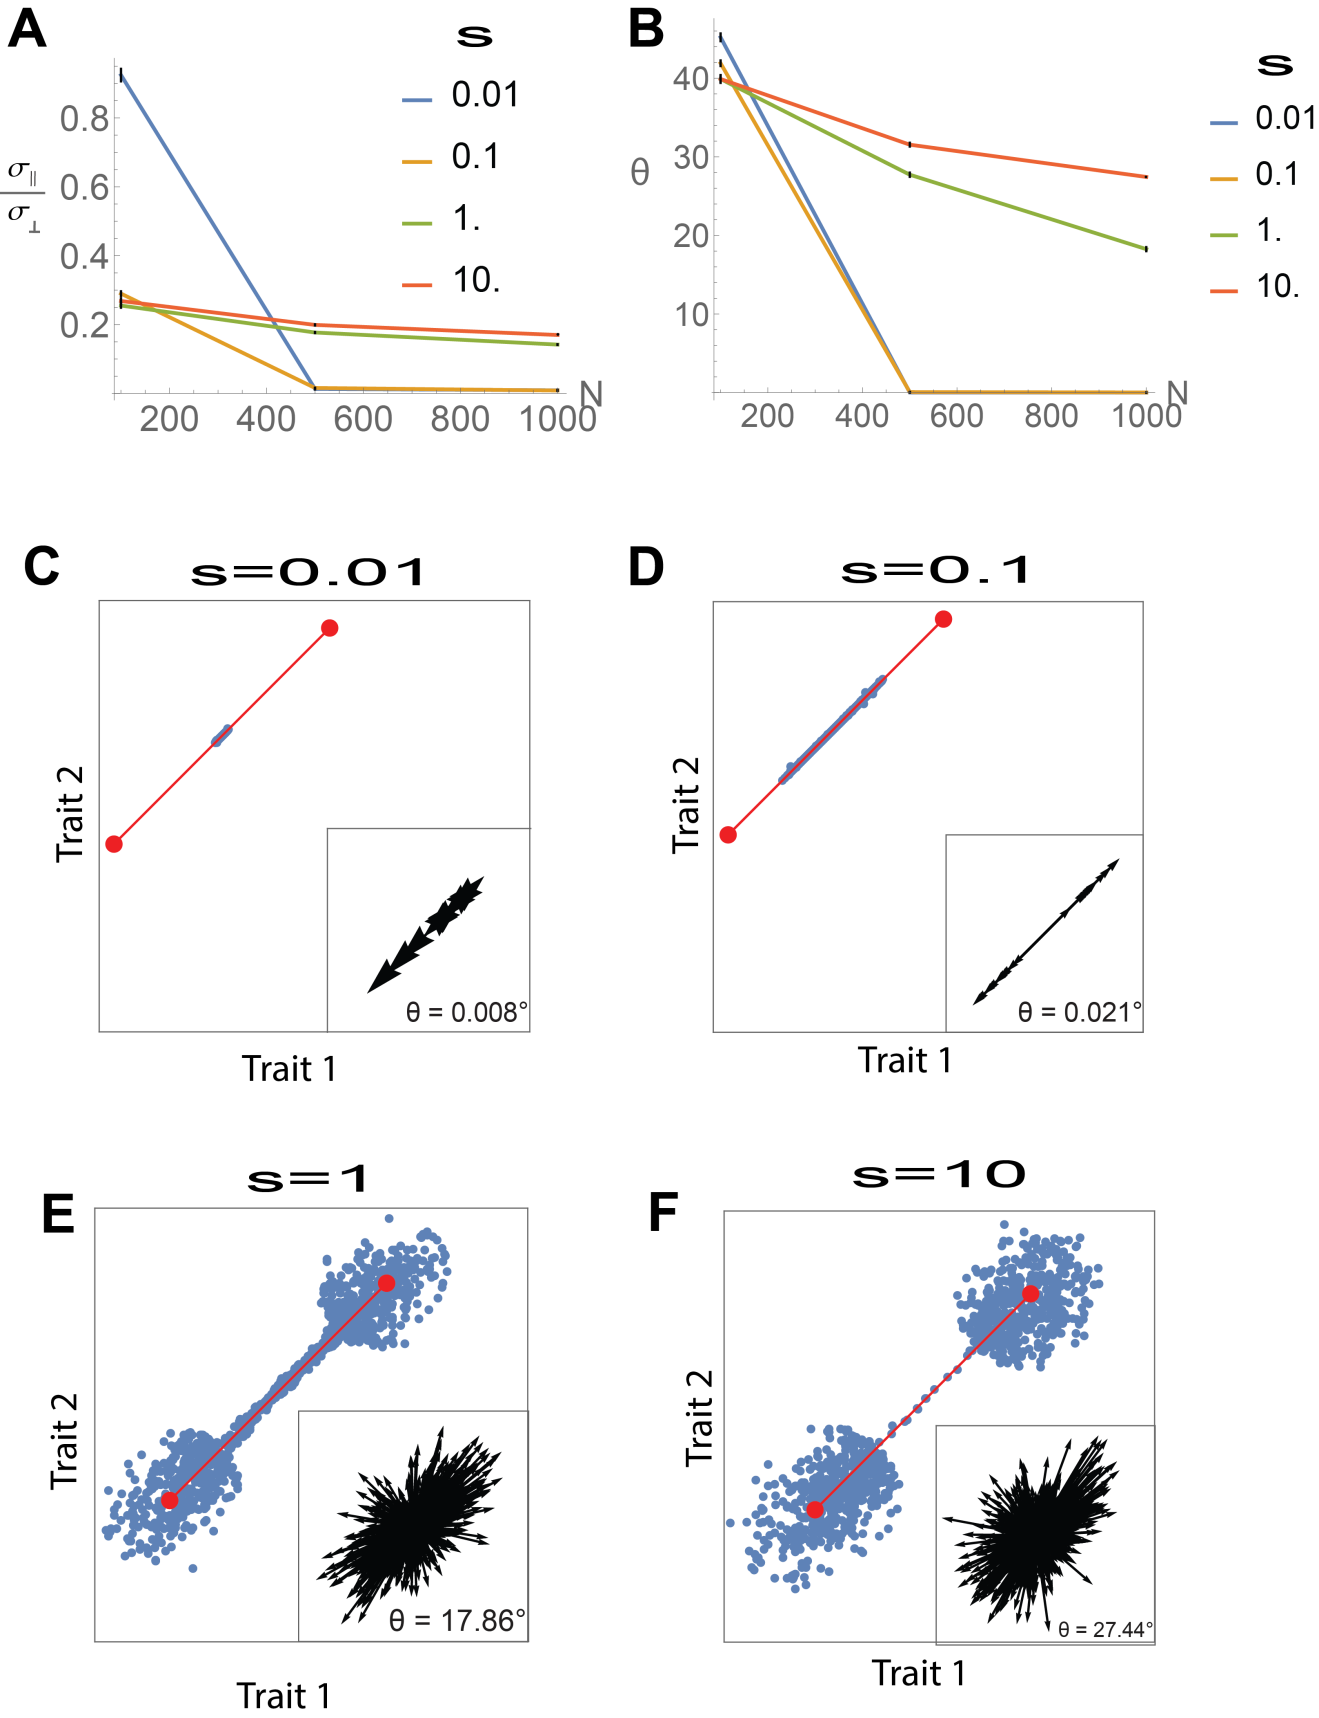 A
s
0.01
0.1
1.
10.
σ∥
σ⊥
0.8
0.6
0.4
0.2
200
400
600
800
1000
N
B
s
0.01
0.1
1.
10.
θ
40
30
20
10
200
400
600
800
1000
N
C
s=0.01
Trait 2
θ = 0.008°
Trait 1
D
s=0.1
Trait 2
θ = 0.021°
Trait 1
E
s=1
Trait 2
θ = 17.86°
Trait 1
F
s=10
Trait 2
θ = 27.44°
Trait 1